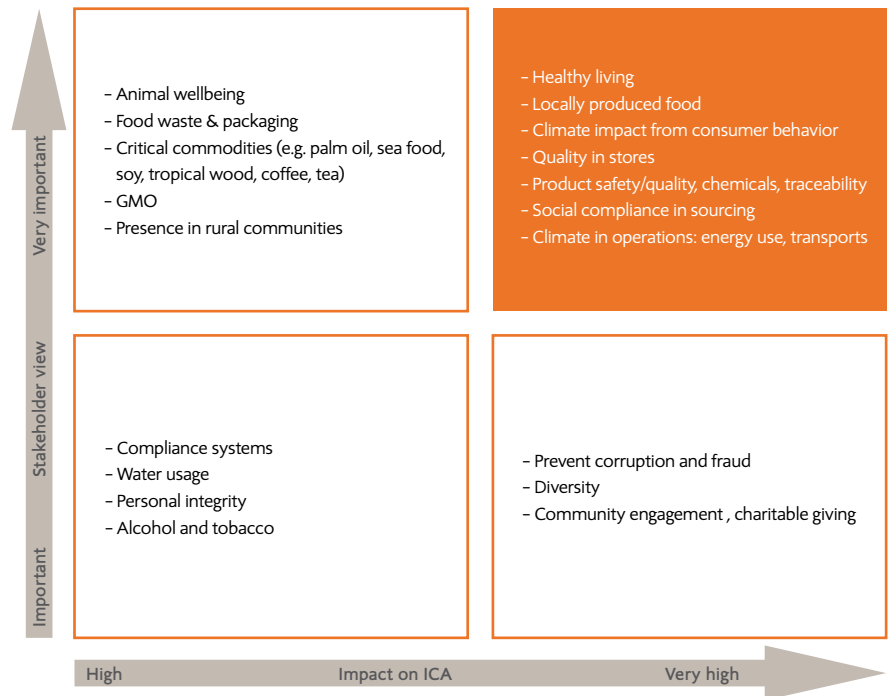 Very important
Stakeholder view
Important
– Animal wellbeing
– Food waste & packaging
– Critical commodities (e.g. palm oil, sea food,
soy, tropical wood, coffee, tea)
– GMO
– Presence in rural communities
– Healthy living
– Locally produced food
– Climate impact from consumer behavior
– Quality in stores
– Product safety/quality, chemicals, traceability
– Social compliance in sourcing
– Climate in operations: energy use, transports
– Compliance systems
– Water usage
– Personal integrity
– Alcohol and tobacco
– Prevent corruption and fraud
– Diversity
– Community engagement , charitable giving
High
Impact on ICA
Very high